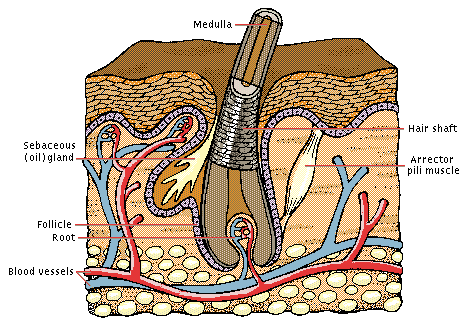 Medulla
Hair shaft
Sebaceous
(oil)gland
Arrector
pili muscle
Follicle
Root
Blood vessels